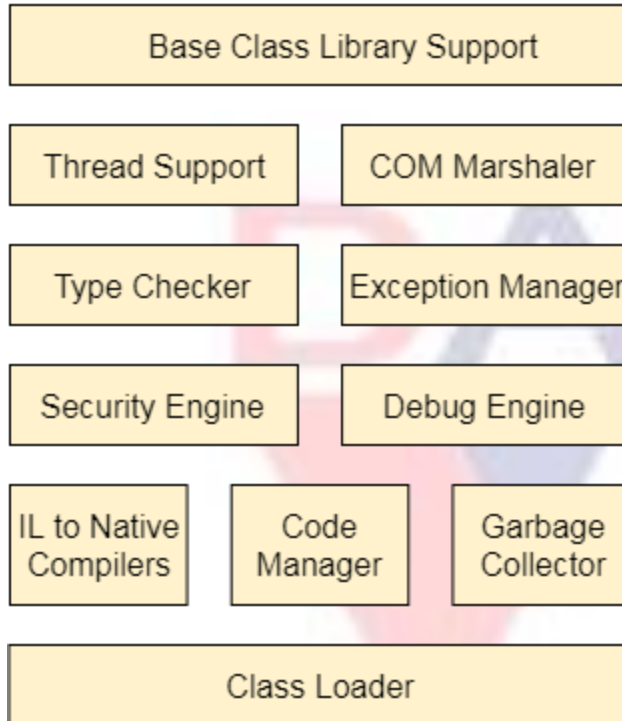 Base Class Library Support
Thread Support
COM Marshaler
Type Checker
Exception Manager
Security Engine
Debug Engine
IL to Native
Compilers
Code
Manager
Garbage
Collector
Class Loader